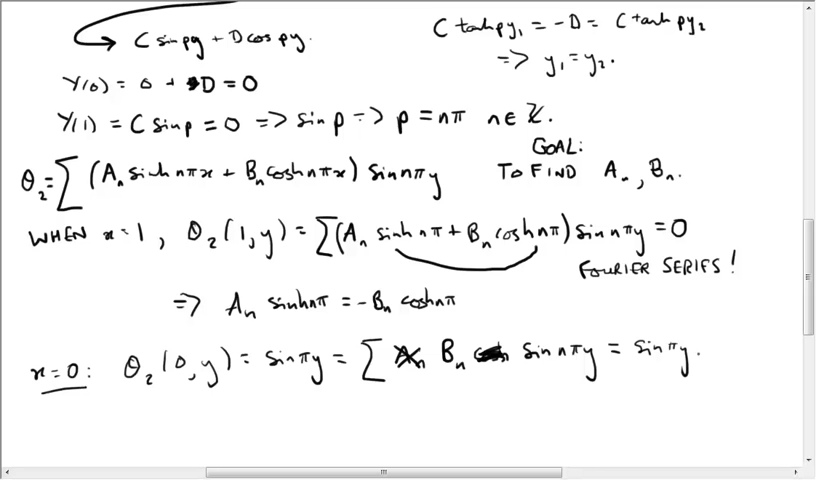 C sin py + D cos py.
C tanh py₁ = -D = C tanh py₂
=> y₁ = y₂.
Y(0) = 0 + D = 0
Y(1) = C sin p = 0 => sin p => p = nπ n ∈ ℤ.
GOAL:
TO FIND Aₙ, Bₙ.
θ₂ = ∑ (Aₙ sinh nπx + Bₙ cosh nπx) sin nπy
WHEN x = 1, θ₂(1,y) = ∑(Aₙ sinh nπ + Bₙ cosh nπ) sin nπy = 0
FOURIER SERIES!
=> Aₙ sinh nπ = -Bₙ cosh nπ
x=0: θ₂(0,y) = sin πy = ∑ Bₙ sin nπy = sin πy.